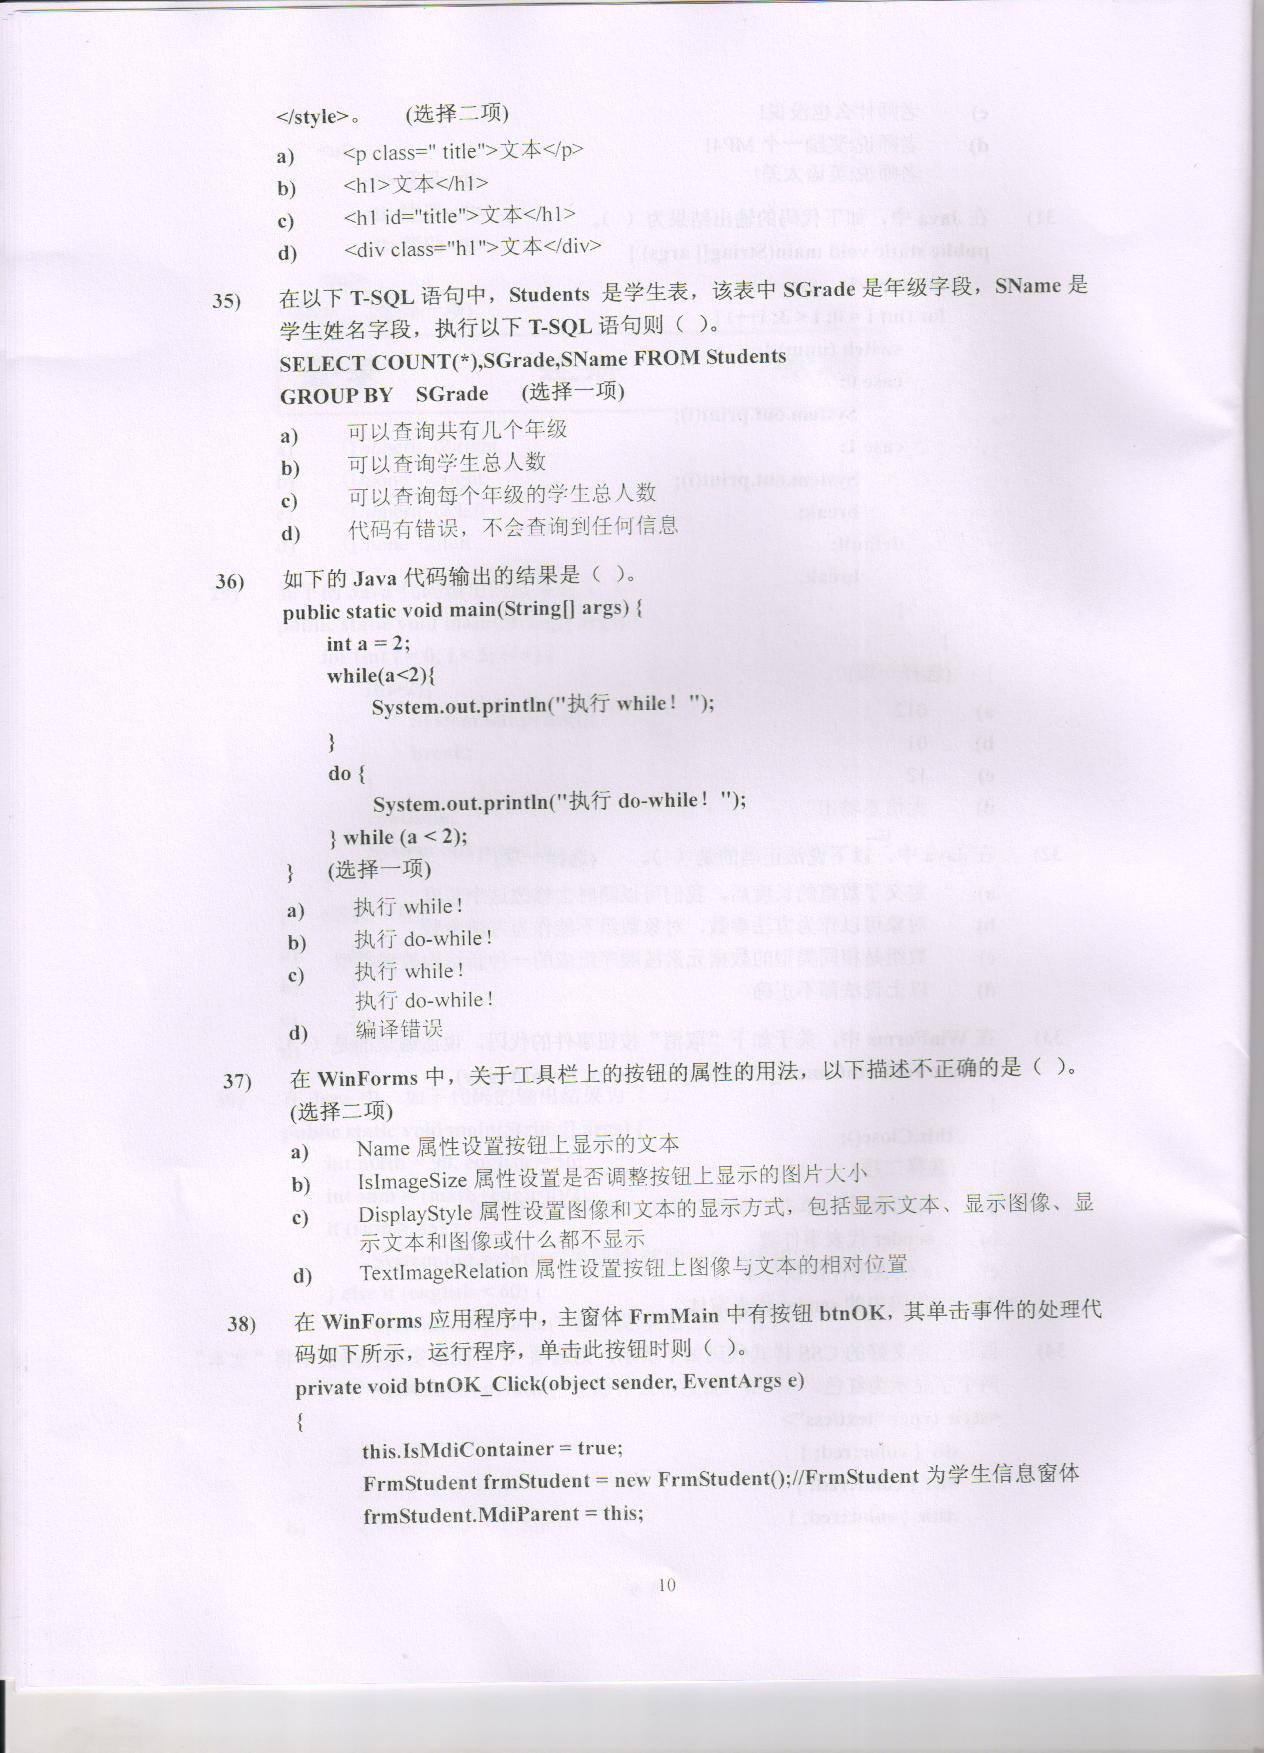 </style>。 (选择二项)
a) <p class=" title">文本</p>
b) <h1>文本</h1>
c) <h1 id="title">文本</h1>
d) <div class="h1">文本</div>
35) 在以下 T-SQL 语句中，Students 是学生表，该表中 SGrade 是年级字段，SName 是
学生姓名字段，执行以下 T-SQL 语句则（ ）。
SELECT COUNT(*),SGrade,SName FROM Students
GROUP BY SGrade (选择一项)
a) 可以查询共有几个年级
b) 可以查询学生总人数
c) 可以查询每个年级的学生总人数
d) 代码有错误，不会查询到任何信息
36) 如下的 Java 代码输出的结果是（ ）。
public static void main(String[] args) {
int a = 2;
while(a<2){
System.out.println("执行 while！");
}
do {
System.out.println("执行 do-while！");
} while (a < 2);
} (选择一项)
a) 执行 while！
b) 执行 do-while！
c) 执行 while！
执行 do-while！
d) 编译错误
37) 在 WinForms 中，关于工具栏上的按钮的属性的用法，以下描述不正确的是（ ）。
(选择二项)
a) Name 属性设置按钮上显示的文本
b) IsImageSize 属性设置是否调整按钮上显示的图片大小
c) DisplayStyle 属性设置图像和文本的显示方式，包括显示文本、显示图像、显
示文本和图像或什么都不显示
d) TextImageRelation 属性设置按钮上图像与文本的相对位置
38) 在 WinForms 应用程序中，主窗体 FrmMain 中有按钮 btnOK，其单击事件的处理代
码如下所示，运行程序，单击此按钮时则（ ）。
private void btnOK_Click(object sender, EventArgs e)
{
this.IsMdiContainer = true;
FrmStudent frmStudent = new FrmStudent();//FrmStudent 为学生信息窗体
frmStudent.MdiParent = this;
10